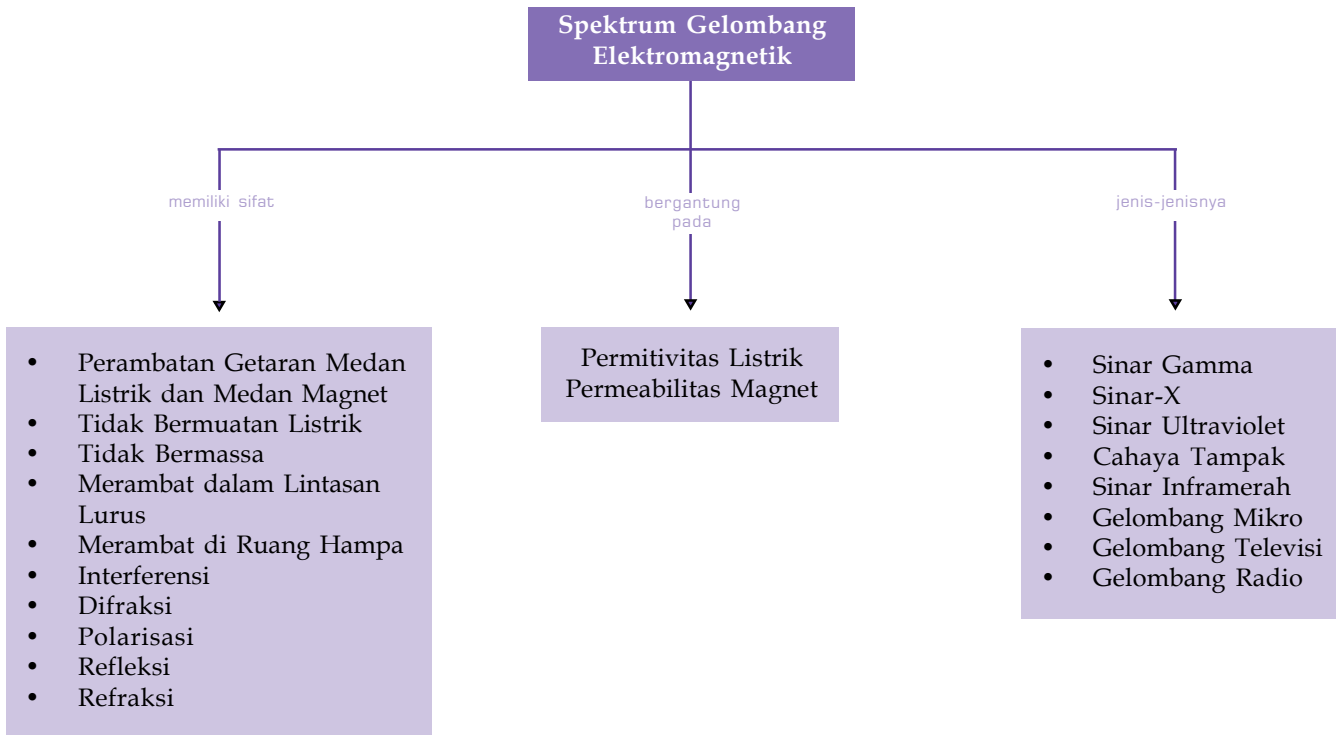 Spektrum Gelombang
Elektromagnetik
memiliki sifat
bergantung
pada
jenis-jenisnya
• Perambatan Getaran Medan
Listrik dan Medan Magnet
• Tidak Bermuatan Listrik
• Tidak Bermassa
• Merambat dalam Lintasan
Lurus
• Merambat di Ruang Hampa
• Interferensi
• Difraksi
• Polarisasi
• Refleksi
• Refraksi
Permitivitas Listrik
Permeabilitas Magnet
• Sinar Gamma
• Sinar-X
• Sinar Ultraviolet
• Cahaya Tampak
• Sinar Inframerah
• Gelombang Mikro
• Gelombang Televisi
• Gelombang Radio